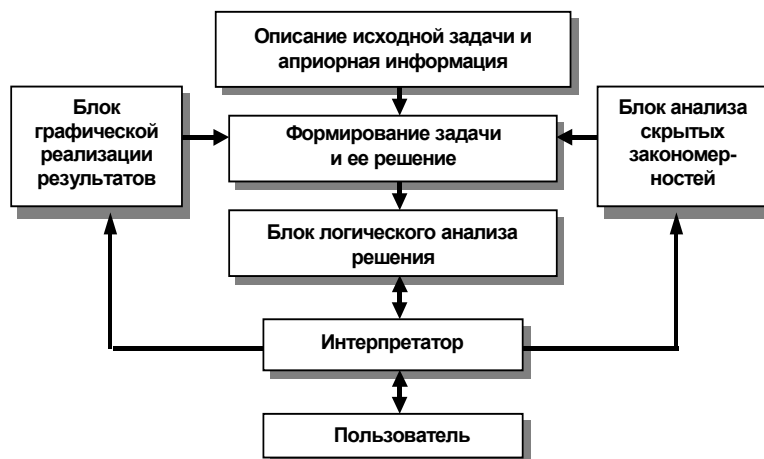 Описание исходной задачи и
априорная информация
Блок
графической
реализации
результатов
Формирование задачи
и ее решение
Блок анализа
скрытых
закономер-
ностей
Блок логического анализа
решения
Интерпретатор
Пользователь